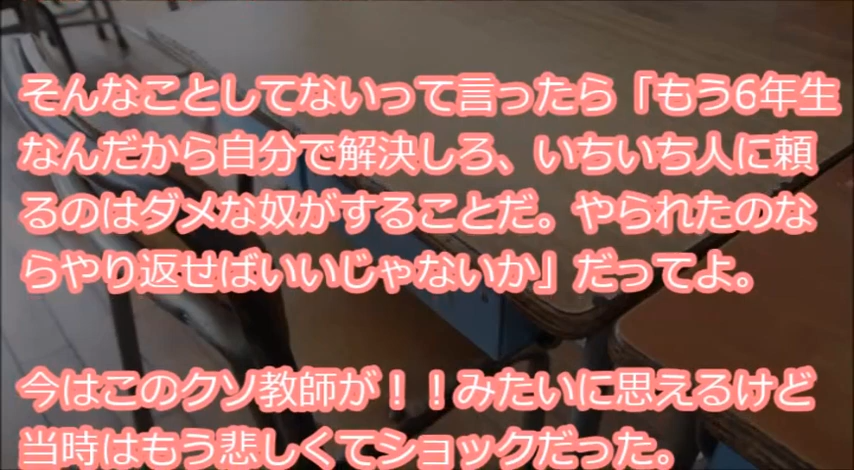 そんなことしてないって言ったら「もう6年生
なんだから自分で解決しろ、いちいち人に頼
るのはダメな奴がすることだ。やられたのな
らやり返せばいいじゃないか」だってよ。
今はこのクソ教師が！！みたいに思えるけど
当時はもう悲しくてショックだった。